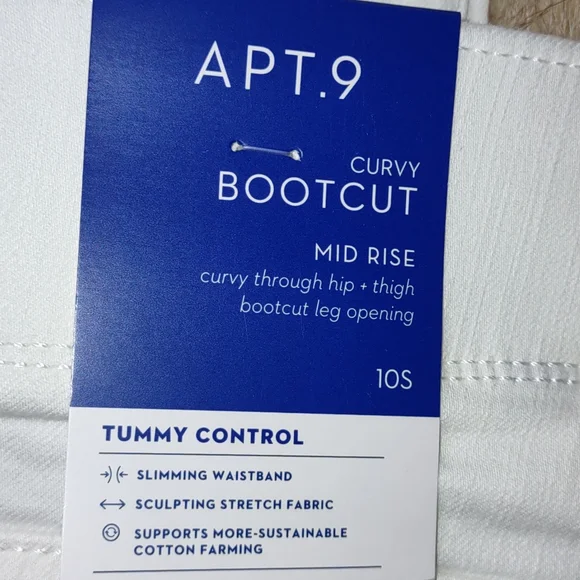 APT.9
CURVY
BOOTCUT
MID RISE
curvy through hip + thigh
bootcut leg opening
10S
TUMMY CONTROL
SLIMMING WAISTBAND
SCULPTING STRETCH FABRIC
SUPPORTS MORE-SUSTAINABLE
COTTON FARMING